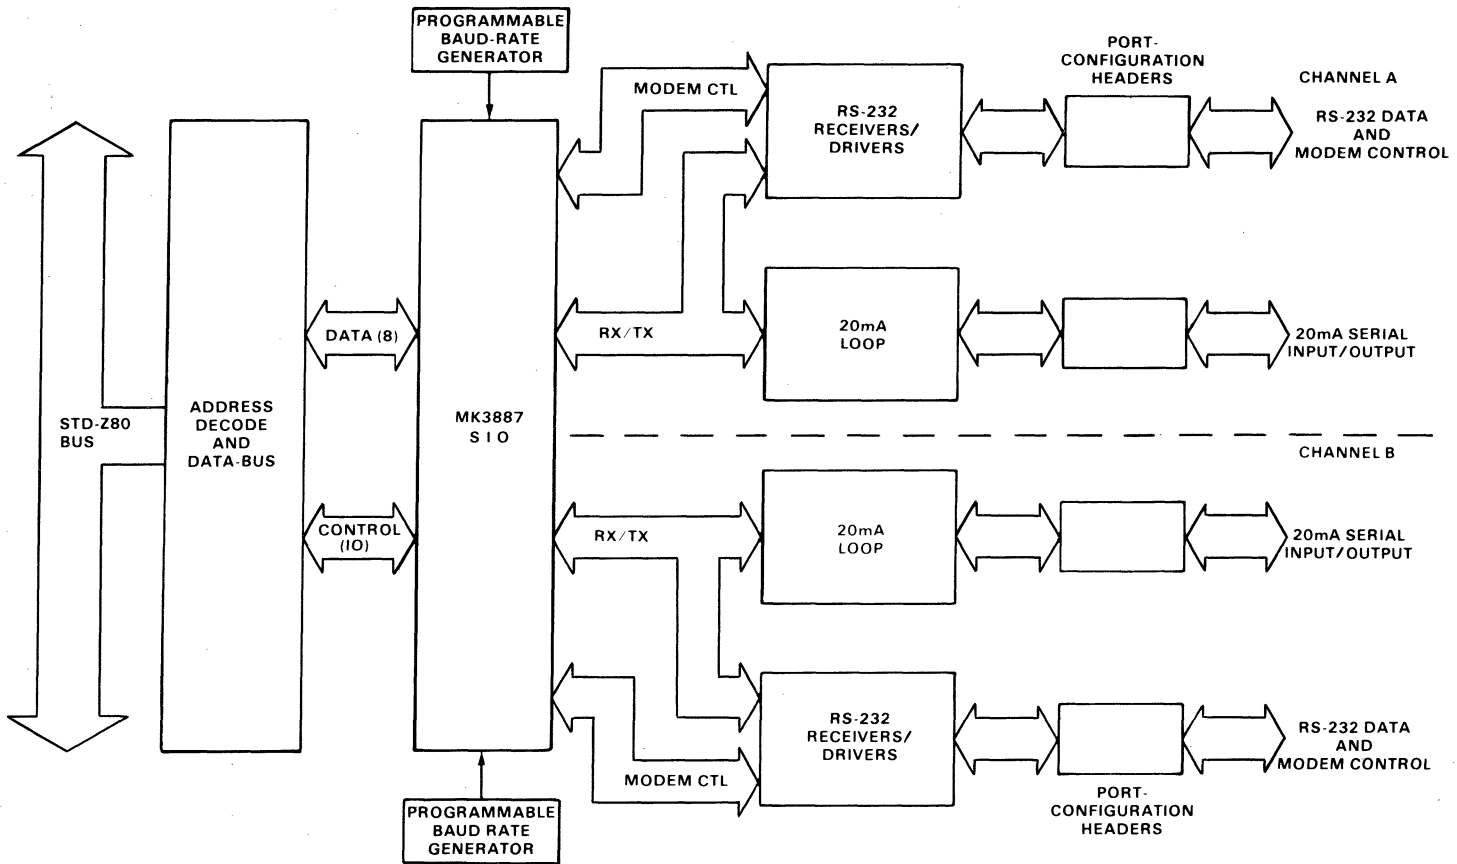 PROGRAMMABLE
BAUD-RATE
GENERATOR
MODEM CTL
RS-232
RECEIVERS/
DRIVERS
PORT-
CONFIGURATION
HEADERS
CHANNEL A
RS-232 DATA
AND
MODEM CONTROL
STD-Z80
BUS
ADDRESS
DECODE
AND
DATA-BUS
DATA (8)
CONTROL
(IO)
MK3887
S I O
RX/TX
20mA
LOOP
20mA SERIAL
INPUT/OUTPUT
CHANNEL B
RX/TX
20mA
LOOP
20mA SERIAL
INPUT/OUTPUT
MODEM CTL
RS-232
RECEIVERS/
DRIVERS
RS-232 DATA
AND
MODEM CONTROL
PORT-
CONFIGURATION
HEADERS
PROGRAMMABLE
BAUD RATE
GENERATOR